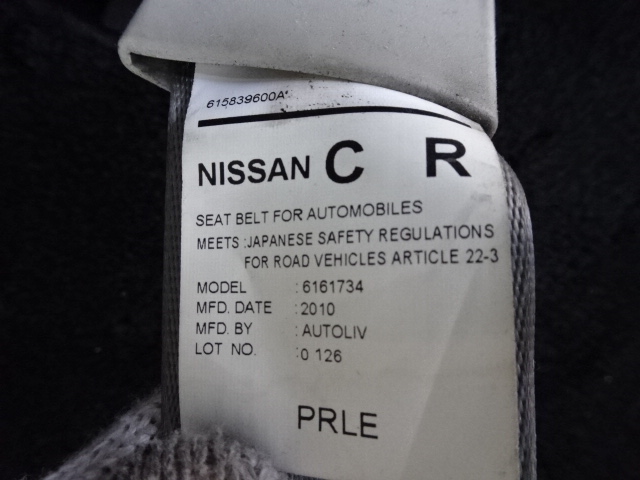 615839600A
NISSAN C R
SEAT BELT FOR AUTOMOBILES
MEETS :JAPANESE SAFETY REGULATIONS
FOR ROAD VEHICLES ARTICLE 22-3
MODEL : 6161734
MFD. DATE : 2010
MFD. BY : AUTOLIV
LOT NO. : 0 126
PRLE